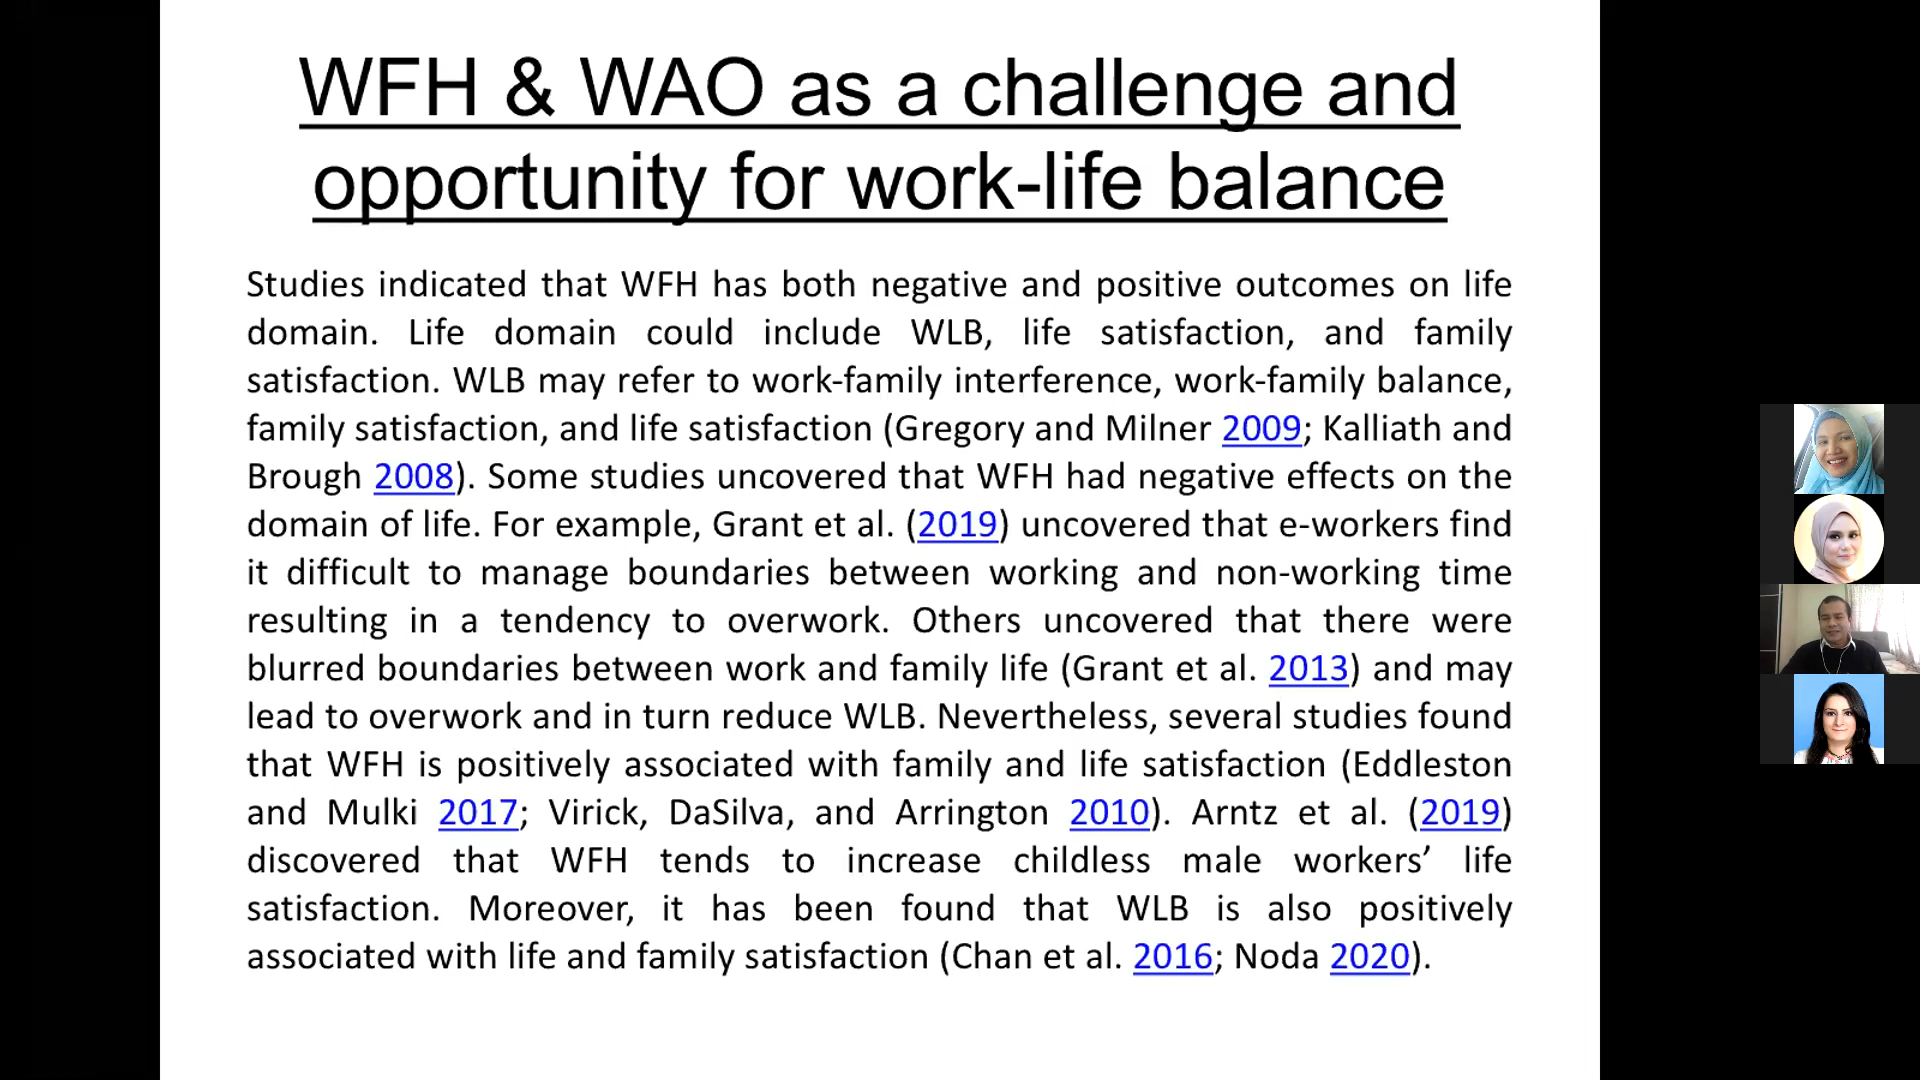 WFH & WAO as a challenge and
opportunity for work-life balance
Studies indicated that WFH has both negative and positive outcomes on life
domain. Life domain could include WLB, life satisfaction, and family
satisfaction. WLB may refer to work-family interference, work-family balance,
family satisfaction, and life satisfaction (Gregory and Milner 2009; Kalliath and
Brough 2008). Some studies uncovered that WFH had negative effects on the
domain of life. For example, Grant et al. (2019) uncovered that e-workers find
it difficult to manage boundaries between working and non-working time
resulting in a tendency to overwork. Others uncovered that there were
blurred boundaries between work and family life (Grant et al. 2013) and may
lead to overwork and in turn reduce WLB. Nevertheless, several studies found
that WFH is positively associated with family and life satisfaction (Eddleston
and Mulki 2017; Virick, DaSilva, and Arrington 2010). Arntz et al. (2019)
discovered that WFH tends to increase childless male workers’ life
satisfaction. Moreover, it has been found that WLB is also positively
associated with life and family satisfaction (Chan et al. 2016; Noda 2020).